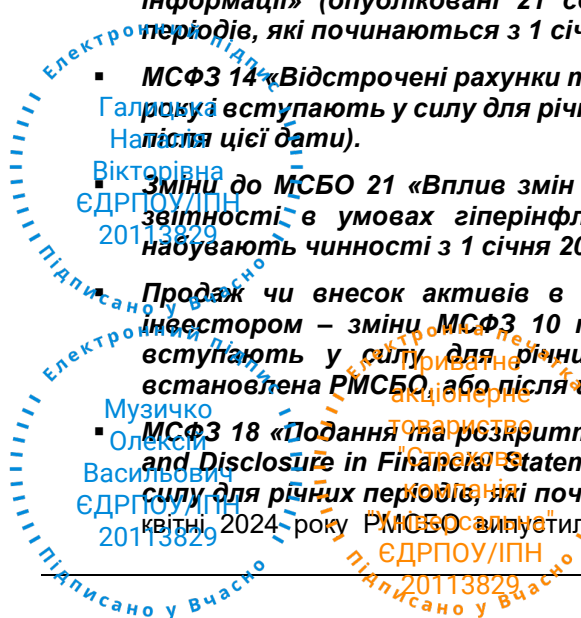 інформації» (опубліковані 21 се
періодів, які починаються з 1 січ
▪ МСФЗ 14 «Відстрочені рахунки т
року і вступають у силу для річн
після цієї дати).
▪ Зміни до МСБО 21 «Вплив змін
звітності в умовах гіперінфл
набувають чинності з 1 січня 20
▪ Продаж чи внесок активів в
інвестором – зміни МСФЗ 10
вступають у силу для річни
встановлена РМСБО, або після
▪ МСФЗ 18 «Подання та розкритт
and Disclosure in Financial Statem
силу для річних періодів, які поч
квітні 2024 року РМСБО випустил
Електронний підпис
Галицька
Наталія
Вікторівна
ЄДРПОУ/ІПН
20113829
Підписано у Вчасно
Електронний підпис
Музичко
Олексій
Васильович
ЄДРПОУ/ІПН
20113829
Підписано у Вчасно
Електронна печатка
Приватне
акціонерне
товариство
"Страхова
компанія
"Універсальна"
ЄДРПОУ/ІПН
20113829
Підписано у Вчасно